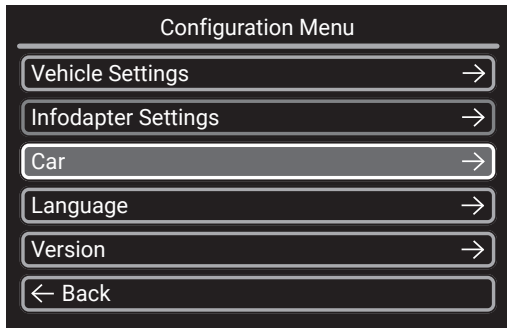 Configuration Menu
Vehicle Settings →
Infodapter Settings →
Car →
Language →
Version →
← Back